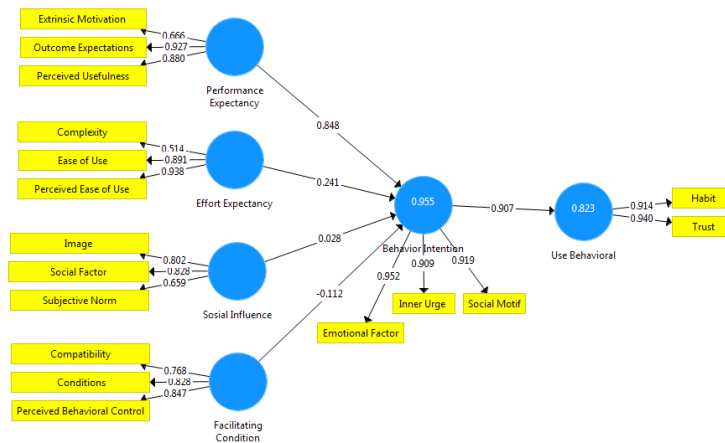 Extrinsic Motivation
0.666
Outcome Expectations
0.927
Perceived Usefulness
0.880
Performance
Expectancy
0.848
Complexity
0.514
Ease of Use
0.891
Perceived Ease of Use
0.938
Effort Expectancy
0.241
Image
0.802
Social Factor
0.828
Subjective Norm
0.659
Sosial Influence
0.028
Compatibility
0.768
Conditions
0.828
Perceived Behavioral Control
0.847
Facilitating
Condition
-0.112
0.955
Behavior Intention
0.952
0.909
0.919
Emotional Factor
Inner Urge
Social Motif
0.907
0.823
Use Behavioral
0.914
Habit
0.940
Trust